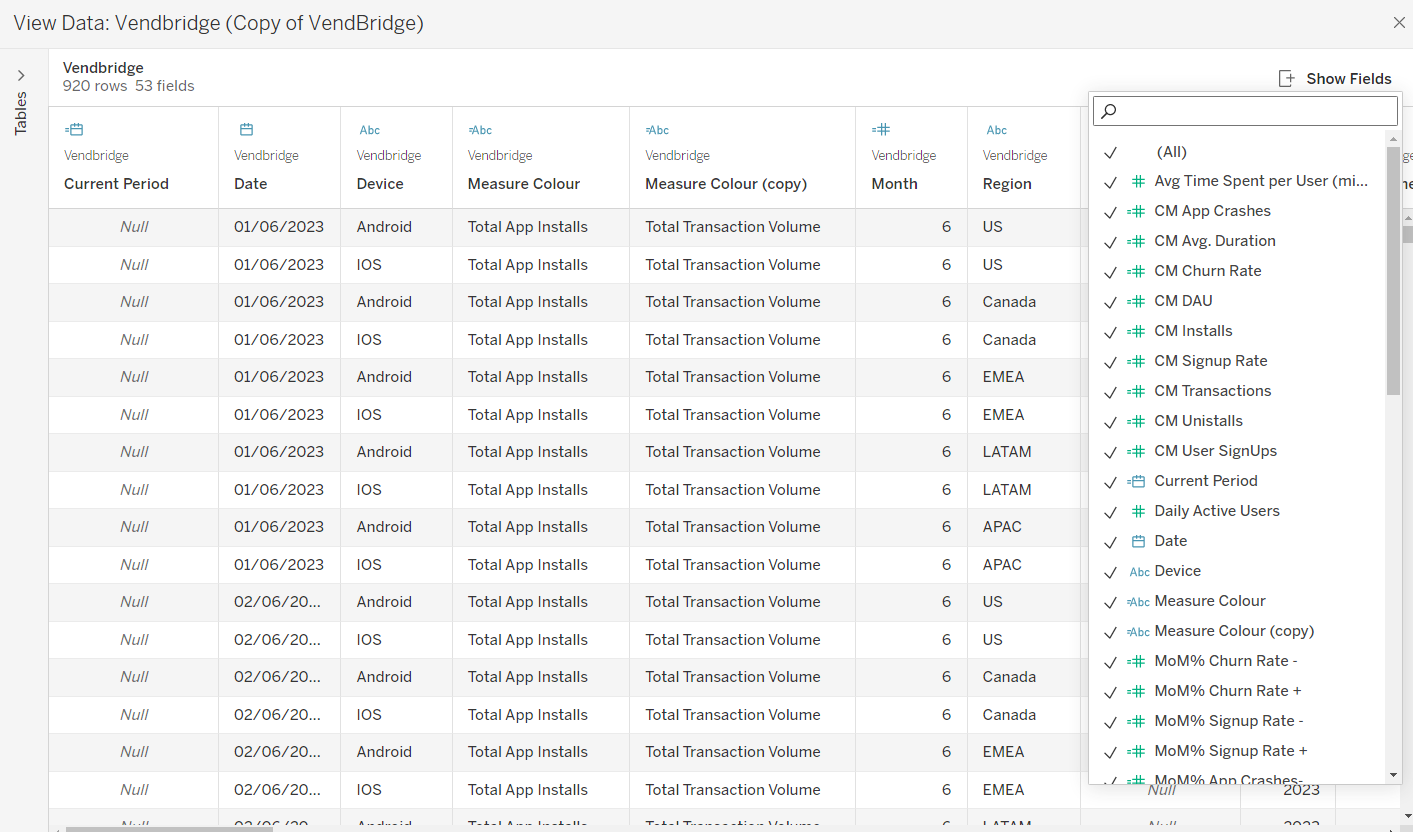 View Data: Vendbridge (Copy of VendBridge)
Tables
Vendbridge
920 rows 53 fields
Show Fields
Abc =Abc =Abc Abc
Vendbridge Vendbridge Vendbridge Vendbridge Vendbridge Vendbridge Vendbridge
Current Period Date Device Measure Colour Measure Colour (copy) Month Region
Null 01/06/2023 Android Total App Installs Total Transaction Volume 6 US
Null 01/06/2023 IOS Total App Installs Total Transaction Volume 6 US
Null 01/06/2023 Android Total App Installs Total Transaction Volume 6 Canada
Null 01/06/2023 IOS Total App Installs Total Transaction Volume 6 Canada
Null 01/06/2023 Android Total App Installs Total Transaction Volume 6 EMEA
Null 01/06/2023 IOS Total App Installs Total Transaction Volume 6 EMEA
Null 01/06/2023 Android Total App Installs Total Transaction Volume 6 LATAM
Null 01/06/2023 IOS Total App Installs Total Transaction Volume 6 LATAM
Null 01/06/2023 Android Total App Installs Total Transaction Volume 6 APAC
Null 01/06/2023 IOS Total App Installs Total Transaction Volume 6 APAC
Null 02/06/20... Android Total App Installs Total Transaction Volume 6 US
Null 02/06/20... IOS Total App Installs Total Transaction Volume 6 US
Null 02/06/20... Android Total App Installs Total Transaction Volume 6 Canada
Null 02/06/20... IOS Total App Installs Total Transaction Volume 6 Canada
Null 02/06/20... Android Total App Installs Total Transaction Volume 6 EMEA
Null 02/06/20... IOS Total App Installs Total Transaction Volume 6 EMEA Null 2023
(All)
Avg Time Spent per User (mi...
CM App Crashes
CM Avg. Duration
CM Churn Rate
CM DAU
CM Installs
CM Signup Rate
CM Transactions
CM Unistalls
CM User SignUps
Current Period
Daily Active Users
Date
Abc Device
=Abc Measure Colour
=Abc Measure Colour (copy)
MoM% Churn Rate -
MoM% Churn Rate +
MoM% Signup Rate -
MoM% Signup Rate +
MoM% App Crashes-